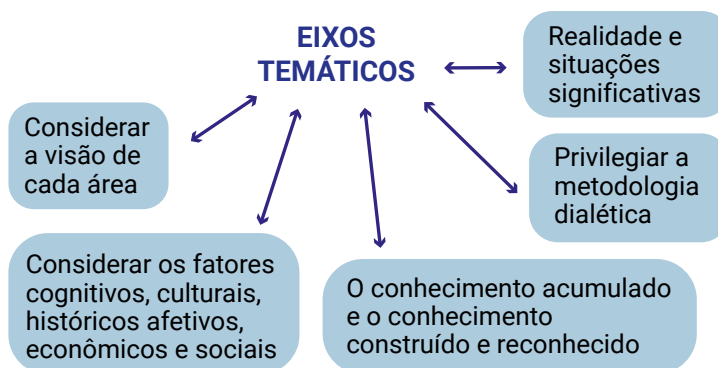 EIXOS
TEMÁTICOS
Realidade e
situações
significativas
Considerar
a visão de
cada área
Privilegiar a
metodologia
dialética
Considerar os fatores
cognitivos, culturais,
históricos afetivos,
econômicos e sociais
O conhecimento acumulado
e o conhecimento
construído e reconhecido